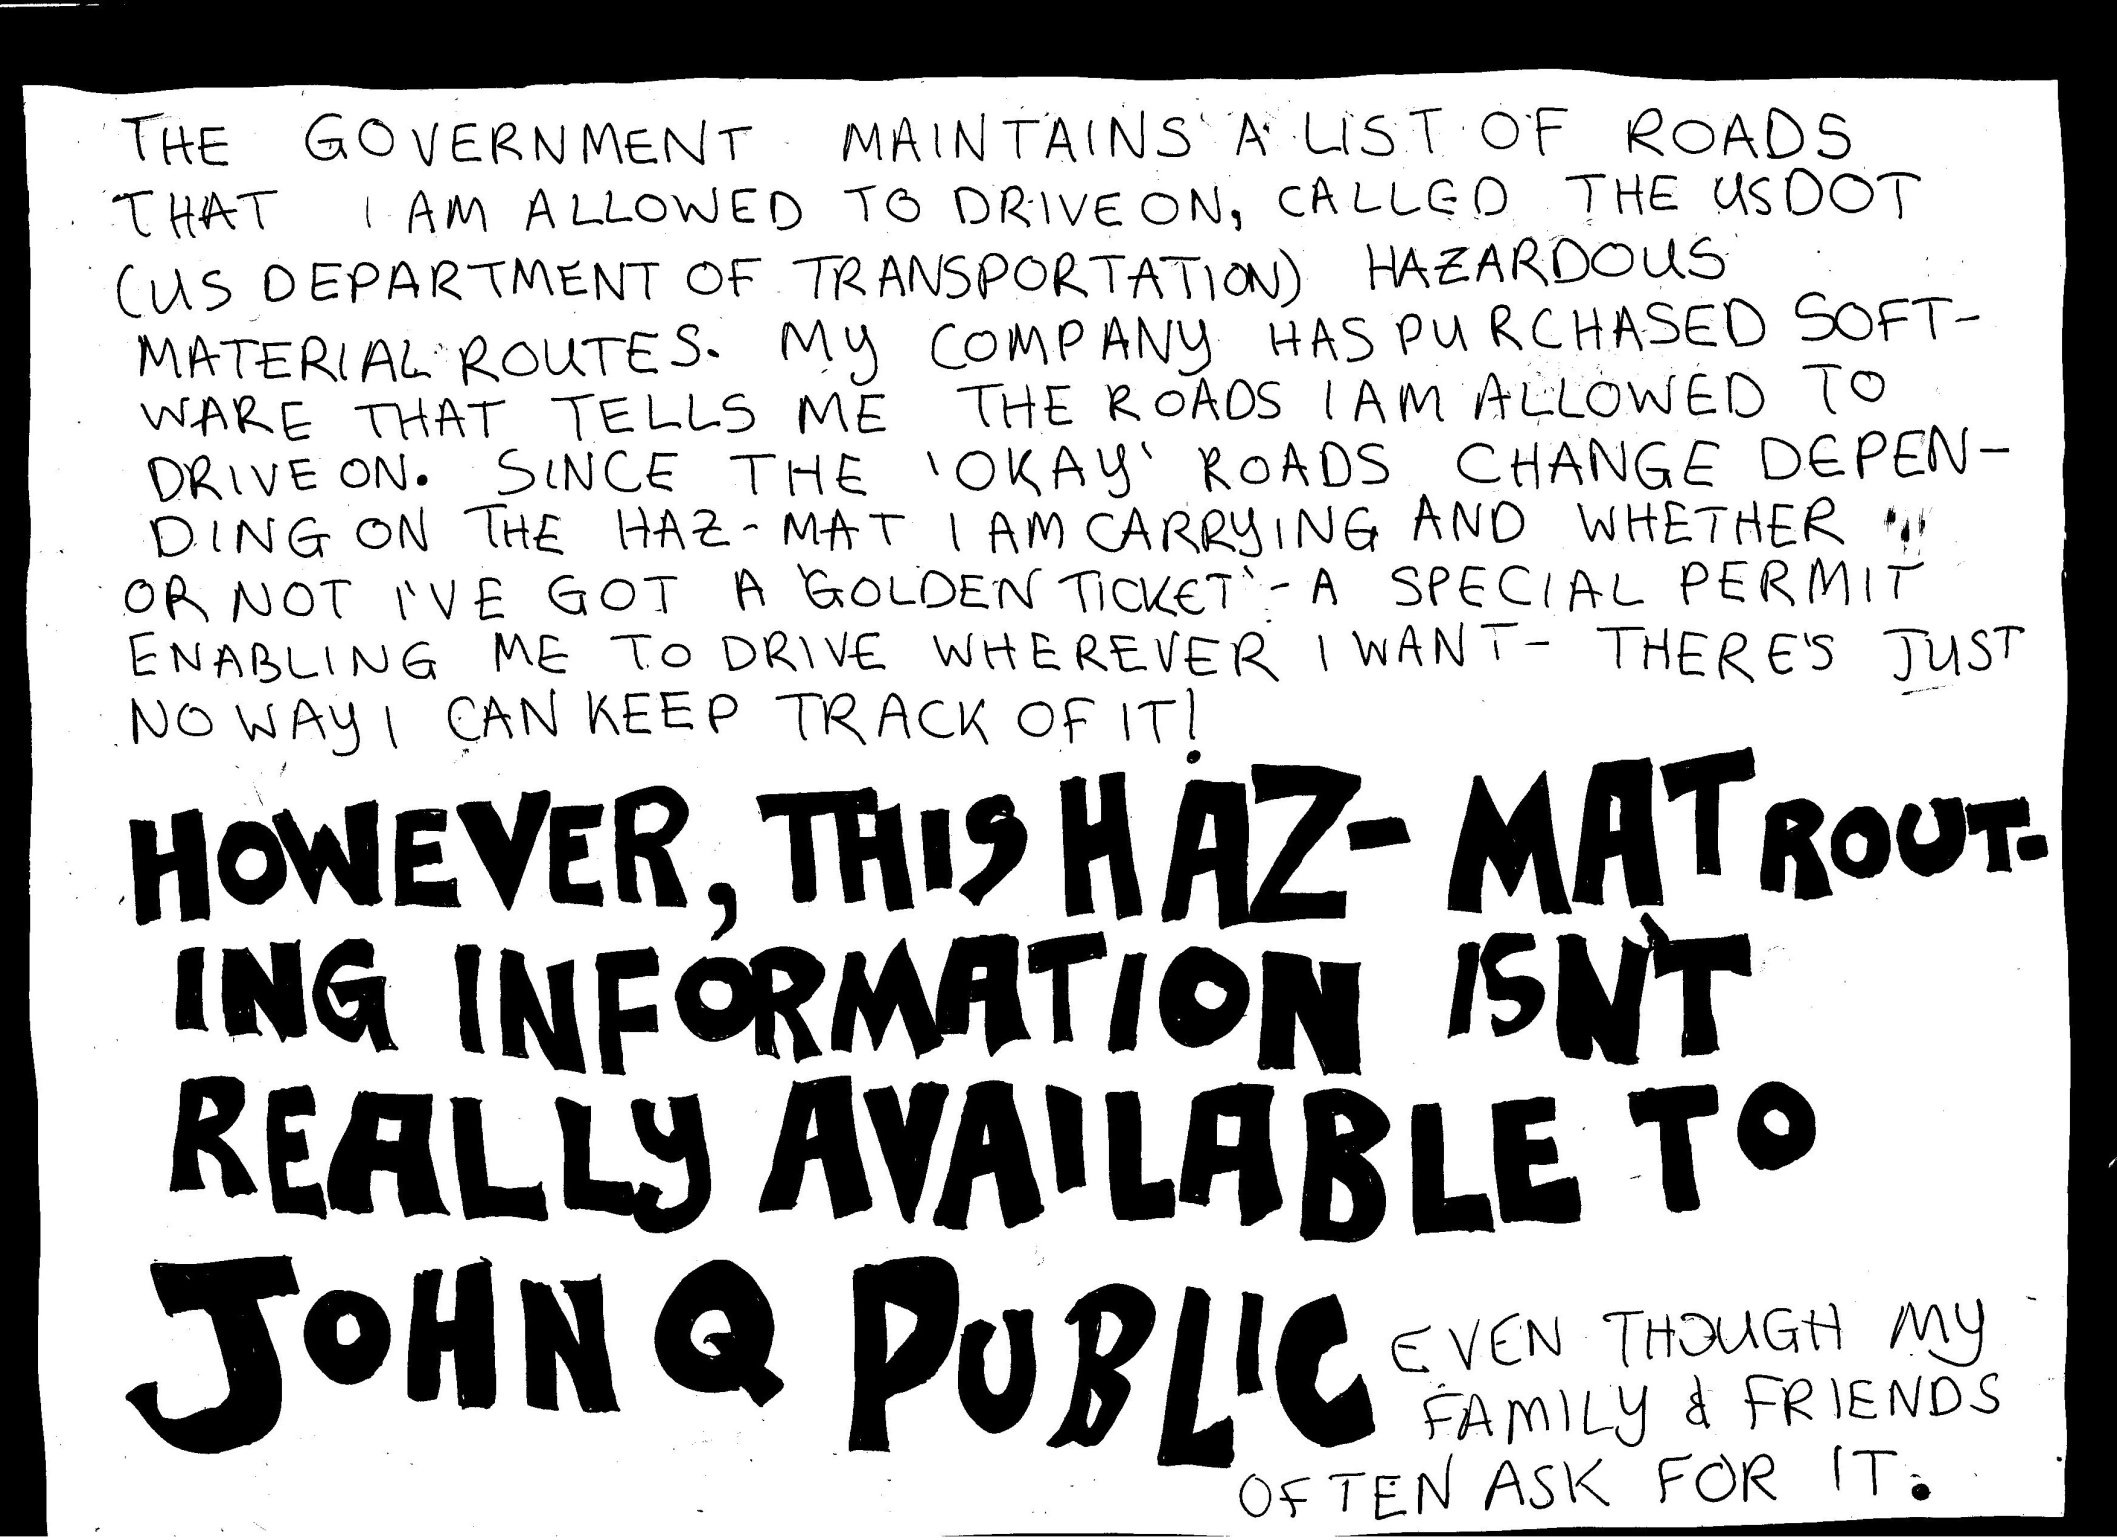 THE GOVERNMENT MAINTAINS A LIST OF ROADS
THAT I AM ALLOWED TO DRIVE ON, CALLED THE USDOT
(US DEPARTMENT OF TRANSPORTATION) HAZARDOUS
MATERIAL ROUTES. MY COMPANY HAS PURCHASED SOFT-
WARE THAT TELLS ME THE ROADS I AM ALLOWED TO
DRIVE ON. SINCE THE 'OKAY' ROADS CHANGE DEPEN-
DING ON THE HAZ-MAT I AM CARRYING AND WHETHER
OR NOT I'VE GOT A 'GOLDEN TICKET' - A SPECIAL PERMIT
ENABLING ME TO DRIVE WHEREVER I WANT - THERE'S JUST
NO WAY I CAN KEEP TRACK OF IT!
HOWEVER, THIS HAZ-MAT ROUT-
ING INFORMATION ISN'T
REALLY AVAILABLE TO
JOHN Q PUBLIC EVEN THOUGH MY
FAMILY & FRIENDS
OFTEN ASK FOR IT.